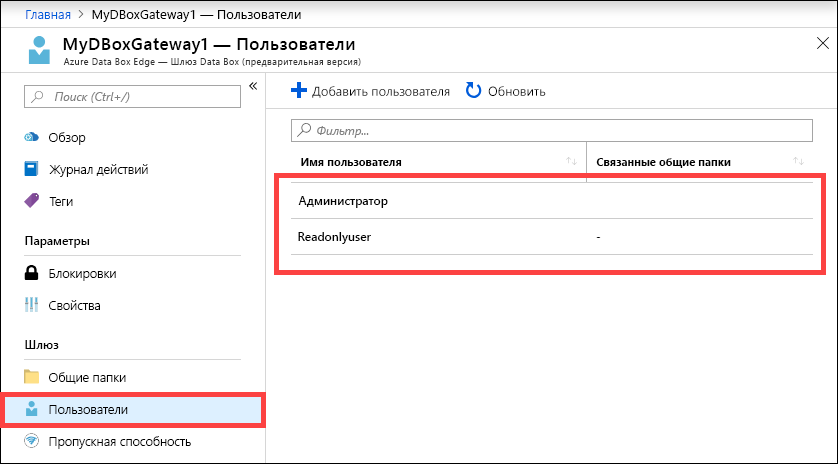 Главная > MyDBoxGateway1 — Пользователи
MyDBoxGateway1 — Пользователи
Azure Data Box Edge — Шлюз Data Box (предварительная версия)
Поиск (Ctrl+/)
Обзор
Журнал действий
Теги
Параметры
Блокировки
Свойства
Шлюз
Общие папки
Пользователи
Пропускная способность
Добавить пользователя
Обновить
Фильтр...
Имя пользователя
Связанные общие папки
Администратор
Readonlyuser
-